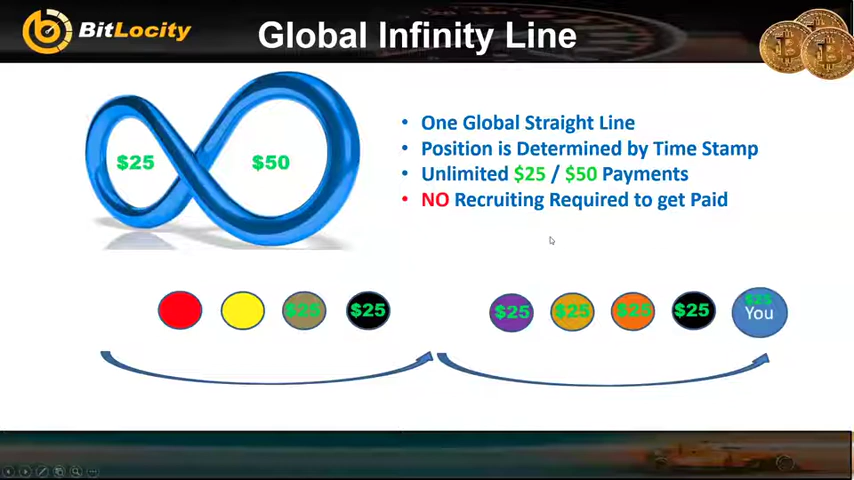 BitLocity
Global Infinity Line
$25
$50
• One Global Straight Line
• Position is Determined by Time Stamp
• Unlimited $25 / $50 Payments
• NO Recruiting Required to get Paid
$25 $25 $25 $25 $25 $25 $25
You